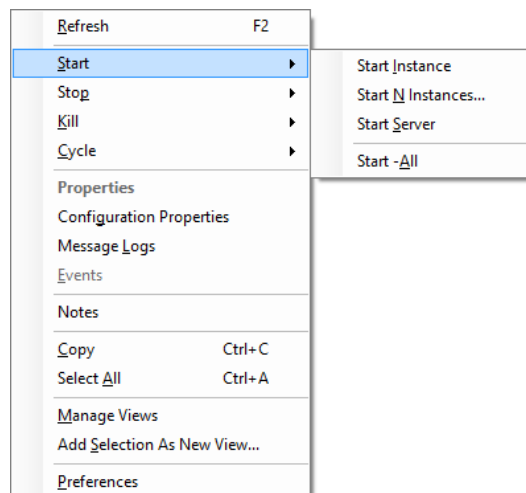 Refresh F2
Start
Stop
Kill
Cycle
Properties
Configuration Properties
Message Logs
Events
Notes
Copy Ctrl+C
Select All Ctrl+A
Manage Views
Add Selection As New View...
Preferences
Start Instance
Start N Instances...
Start Server
Start -All